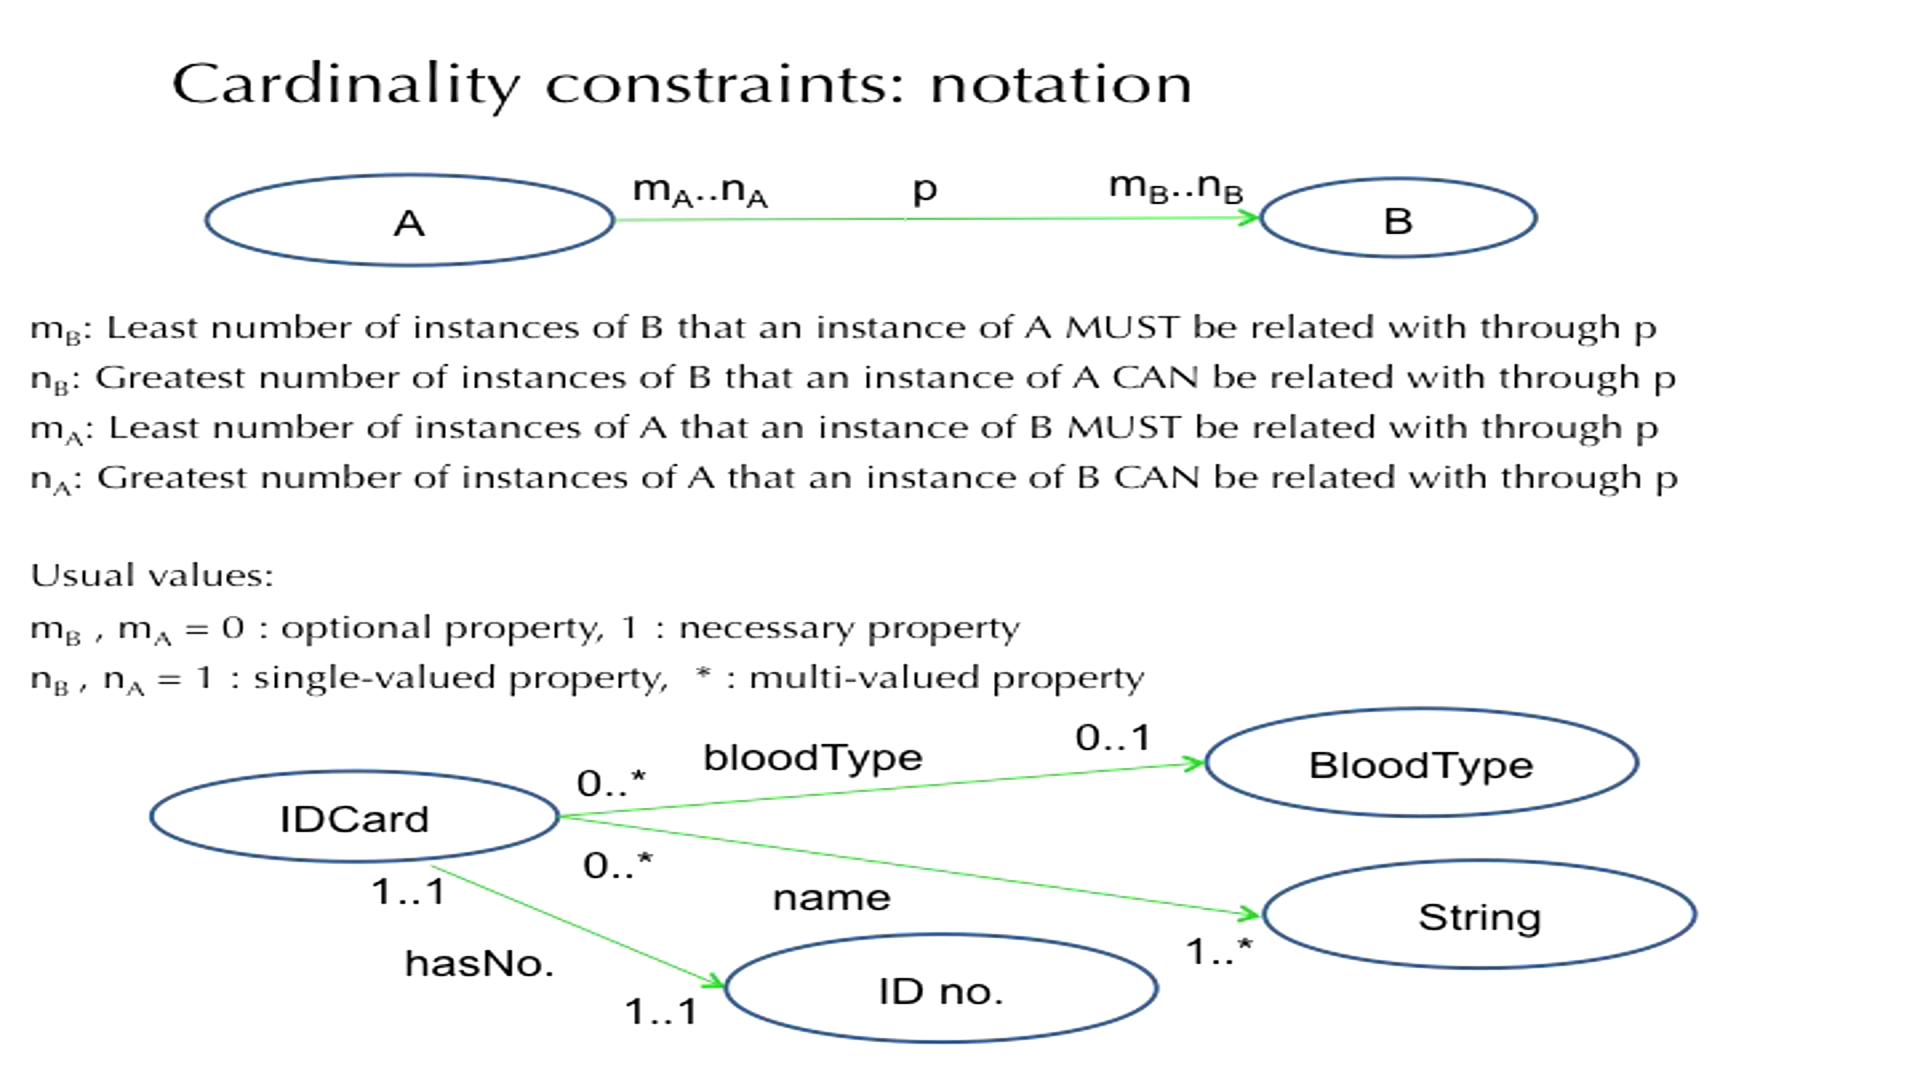 Cardinality constraints: notation
A mA..nA p mB..nB B
mB: Least number of instances of B that an instance of A MUST be related with through p
nB: Greatest number of instances of B that an instance of A CAN be related with through p
mA: Least number of instances of A that an instance of B MUST be related with through p
nA: Greatest number of instances of A that an instance of B CAN be related with through p
Usual values:
mB , mA = 0 : optional property, 1 : necessary property
nB , nA = 1 : single-valued property, * : multi-valued property
0..* bloodType 0..1 BloodType
IDCard
0..* name 1..* String
1..1 hasNo. 1..1 ID no.